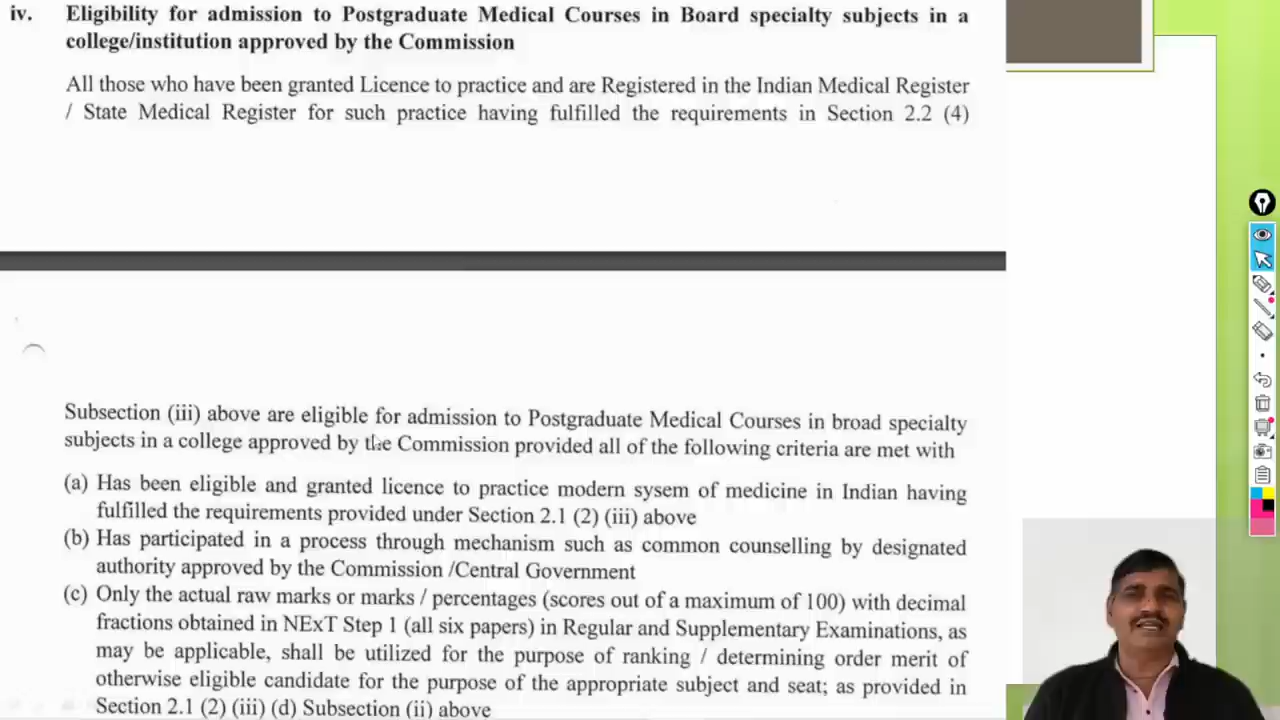 iv. Eligibility for admission to Postgraduate Medical Courses in Board specialty subjects in a
college/institution approved by the Commission
All those who have been granted Licence to practice and are Registered in the Indian Medical Register
/ State Medical Register for such practice having fulfilled the requirements in Section 2.2 (4)
Subsection (iii) above are eligible for admission to Postgraduate Medical Courses in broad specialty
subjects in a college approved by the Commission provided all of the following criteria are met with
(a) Has been eligible and granted licence to practice modern sysem of medicine in Indian having
fulfilled the requirements provided under Section 2.1 (2) (iii) above
(b) Has participated in a process through mechanism such as common counselling by designated
authority approved by the Commission /Central Government
(c) Only the actual raw marks or marks / percentages (scores out of a maximum of 100) with decimal
fractions obtained in NExT Step 1 (all six papers) in Regular and Supplementary Examinations, as
may be applicable, shall be utilized for the purpose of ranking / determining order merit of
otherwise eligible candidate for the purpose of the appropriate subject and seat; as provided in
Section 2.1 (2) (iii) (d) Subsection (ii) above